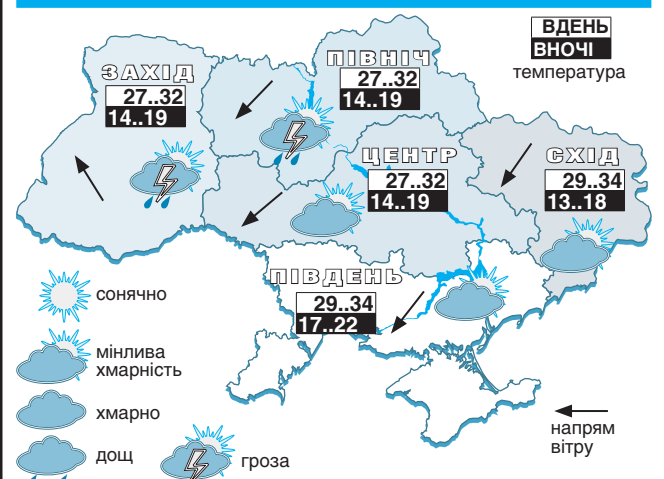 ВДЕНЬ
ВНОЧІ
температура
ПІВНІЧ
27..32
14..19
ЗАХІД
27..32
14..19
ЦЕНТР
27..32
14..19
СХІД
29..34
13..18
ПІВДЕНЬ
29..34
17..22
сонячно
мінлива
хмарність
хмарно
дощ
гроза
напрям
вітру